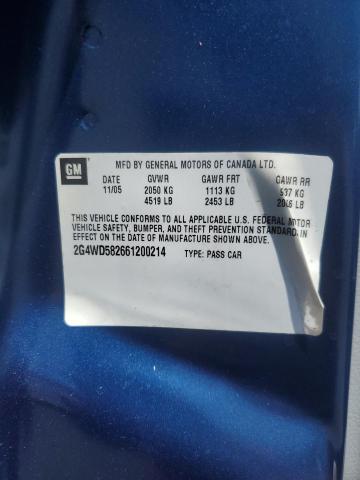 GM
MFD BY GENERAL MOTORS OF CANADA LTD.
DATE GVWR GAWR FRT GAWR RR
11/05 2050 KG 1113 KG 937 KG
4519 LB 2453 LB 2066 LB
THIS VEHICLE CONFORMS TO ALL APPLICABLE U.S. FEDERAL MOTOR
VEHICLE SAFETY, BUMPER, AND THEFT PREVENTION STANDARDS IN
EFFECT ON THE DATE OF MANUFACTURE SHOWN ABOVE.
2G4WD582661200214 TYPE: PASS CAR